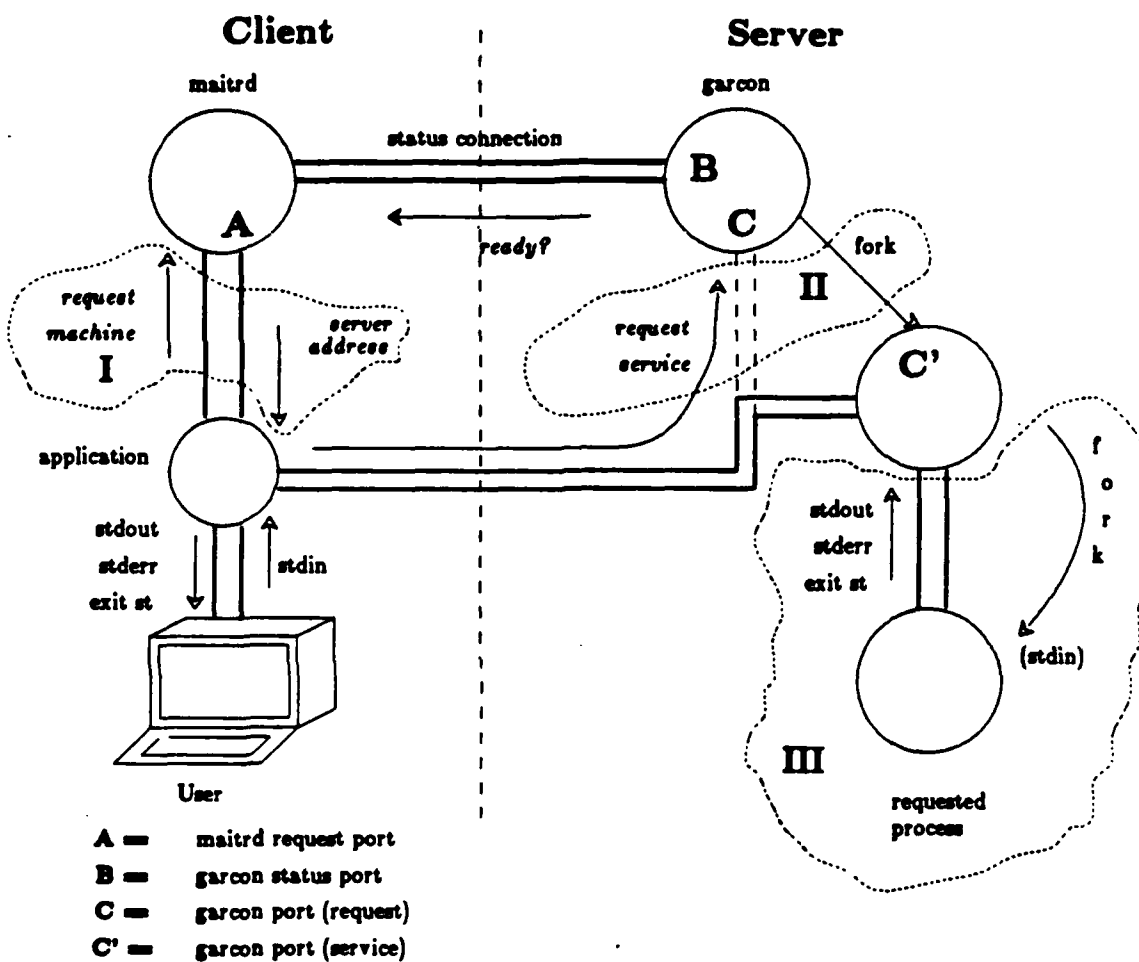 Client
Server
maitrd
garcon
status connection
B
A
C
ready?
fork
II
request
machine
I
server
address
request
service
C'
application
stdout
stderr
exit st
stdin
stdout
stderr
exit st
f
o
r
k
(stdin)
III
User
requested
process
A = maitrd request port
B = garcon status port
C = garcon port (request)
C' = garcon port (service)